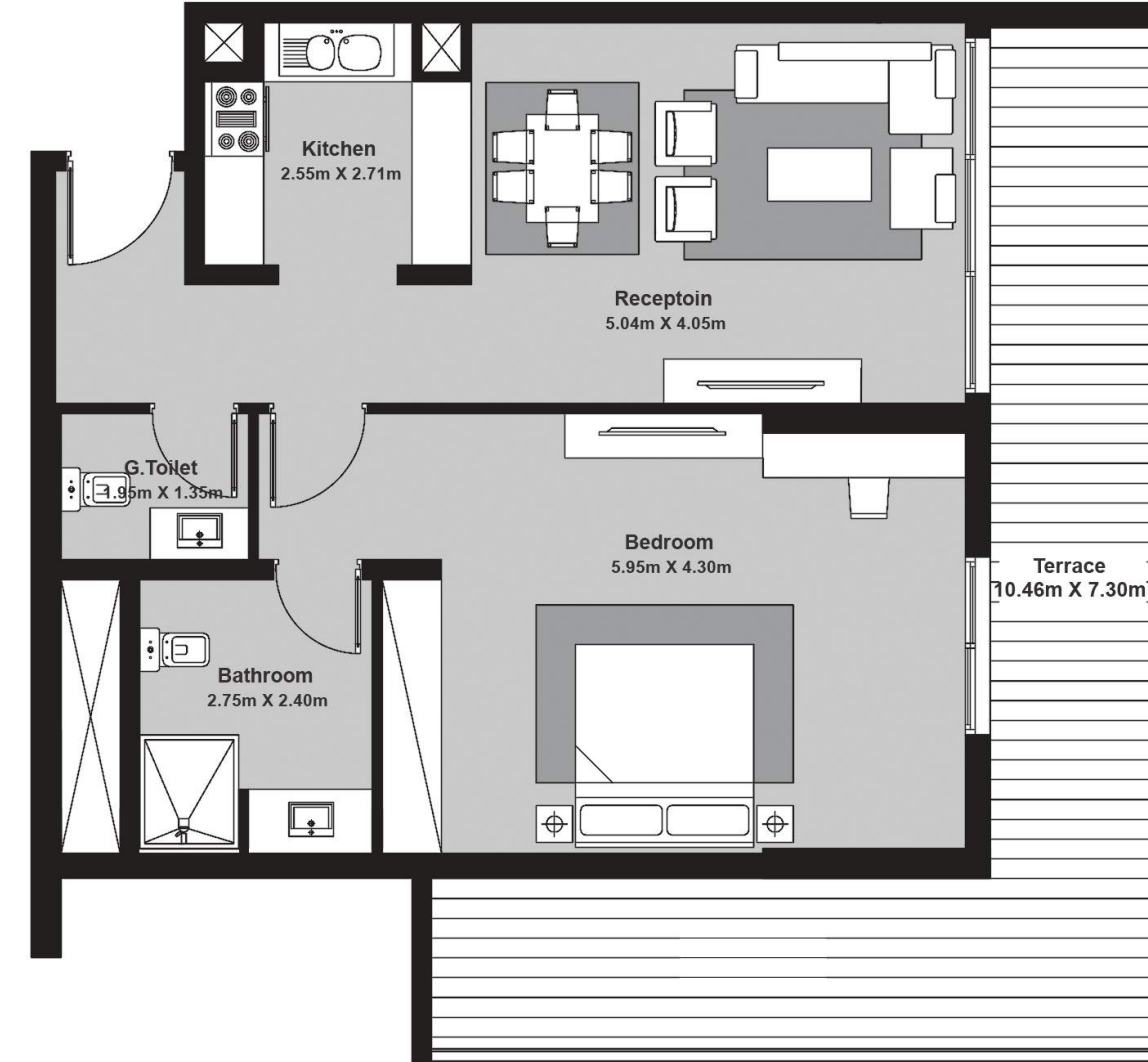 Kitchen
2.55m X 2.71m
Receptoin
5.04m X 4.05m
G.Toilet
1.95m X 1.35m
Bedroom
5.95m X 4.30m
Terrace
10.46m X 7.30m
Bathroom
2.75m X 2.40m